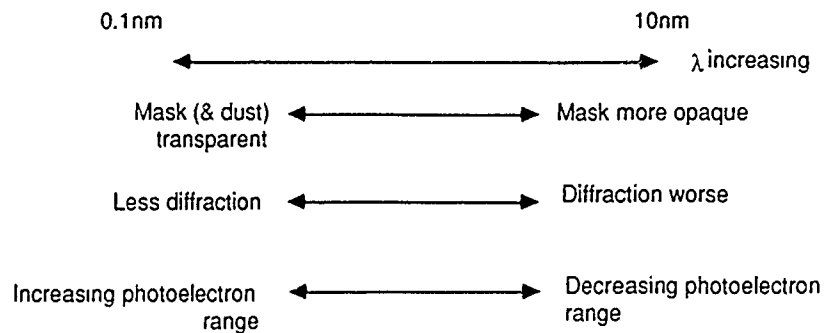 0.1nm 10nm
λ increasing
Mask (& dust) Mask more opaque
transparent
Less diffraction Diffraction worse
Increasing photoelectron Decreasing photoelectron
range range